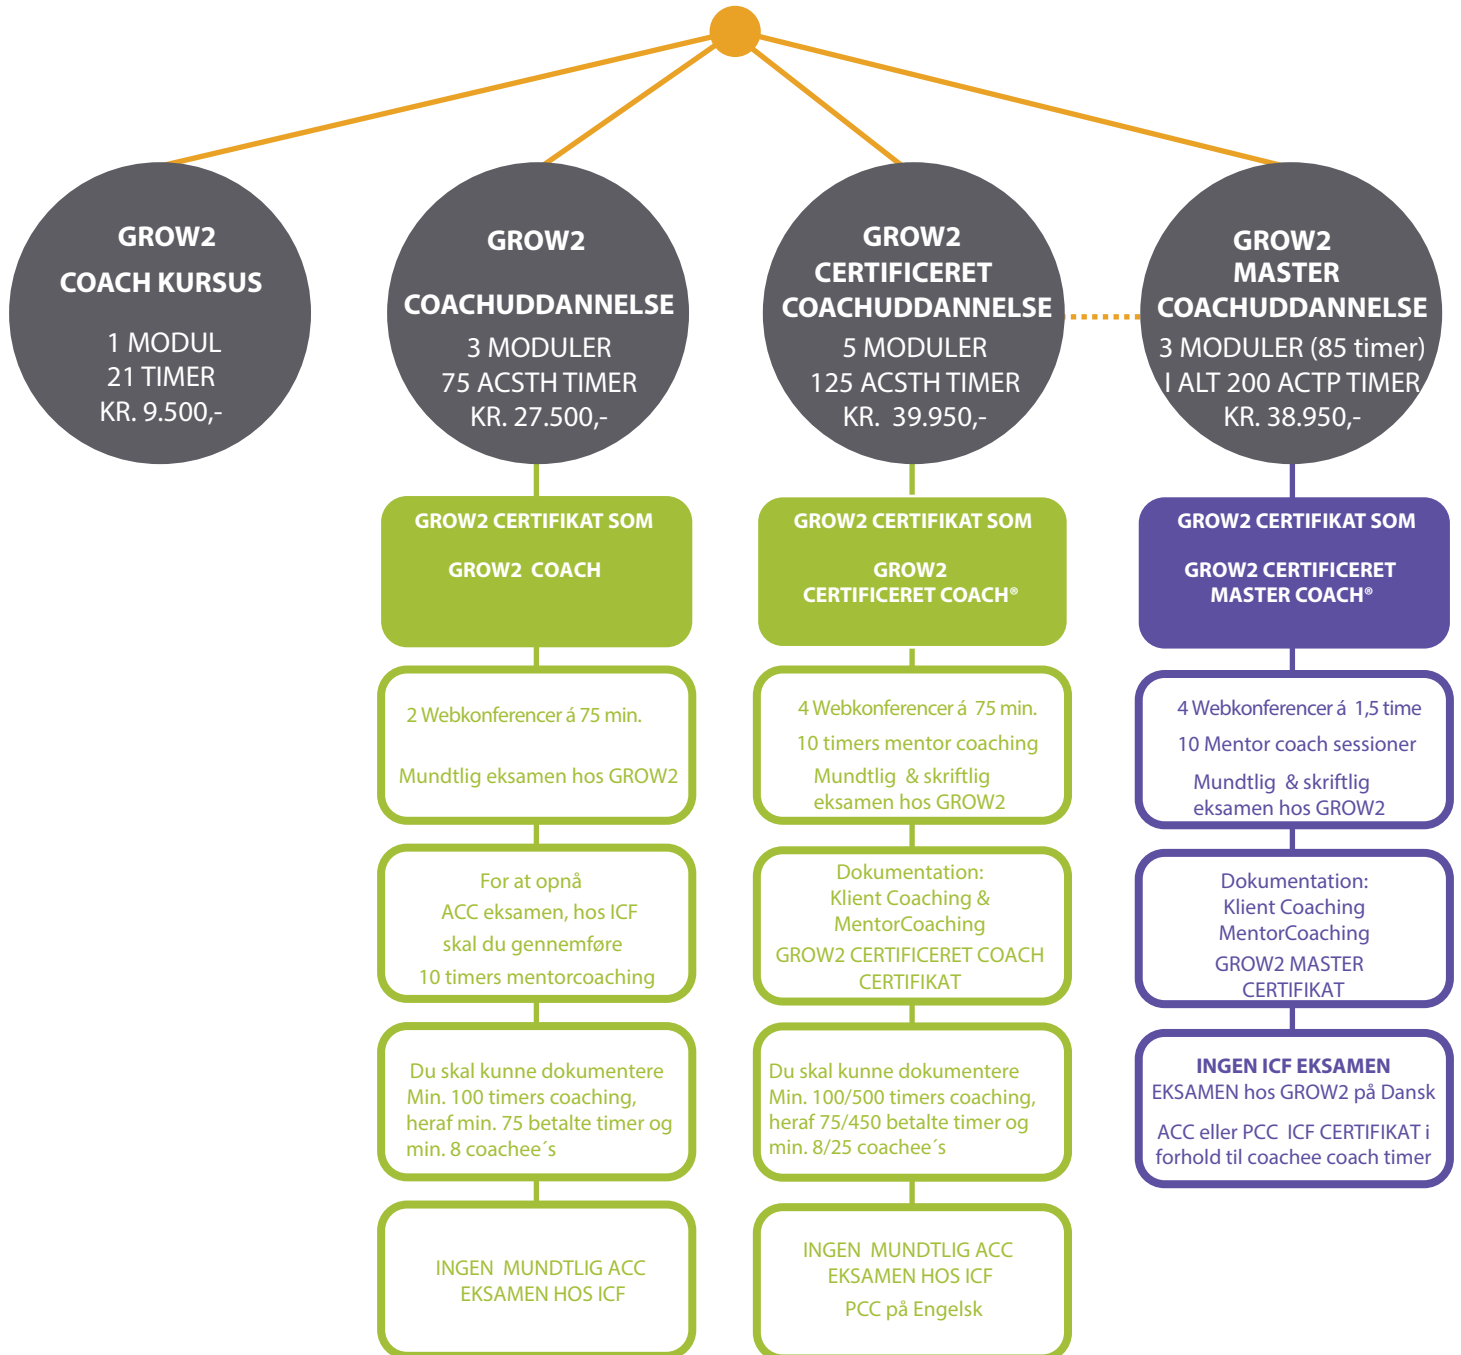 GROW2
COACH KURSUS
1 MODUL
21 TIMER
KR. 9.500,-
GROW2
COACHUDDANNELSE
3 MODULER
75 ACSTH TIMER
KR. 27.500,-
GROW2
CERTIFICERET
COACHUDDANNELSE
5 MODULER
125 ACSTH TIMER
KR. 39.950,-
GROW2
MASTER
COACHUDDANNELSE
3 MODULER (85 timer)
I ALT 200 ACTP TIMER
KR. 38.950,-
GROW2 CERTIFIKAT SOM
GROW2 COACH
2 Webkonferencer á 75 min.
Mundtlig eksamen hos GROW2
For at opnå
ACC eksamen, hos ICF
skal du gennemføre
10 timers mentorcoaching
Du skal kunne dokumentere
Min. 100 timers coaching,
heraf min. 75 betalte timer og
min. 8 coachee´s
INGEN MUNDTLIG ACC
EKSAMEN HOS ICF
GROW2 CERTIFIKAT SOM
GROW2
CERTIFICERET COACH®
4 Webkonferencer á 75 min.
10 timers mentor coaching
Mundtlig & skriftlig
eksamen hos GROW2
Dokumentation:
Klient Coaching &
MentorCoaching
GROW2 CERTIFICERET COACH
CERTIFIKAT
Du skal kunne dokumentere
Min. 100/500 timers coaching,
heraf 75/450 betalte timer og
min. 8/25 coachee´s
INGEN MUNDTLIG ACC
EKSAMEN HOS ICF
PCC på Engelsk
GROW2 CERTIFIKAT SOM
GROW2 CERTIFICERET
MASTER COACH®
4 Webkonferencer á 1,5 time
10 Mentor coach sessioner
Mundtlig & skriftlig
eksamen hos GROW2
Dokumentation:
Klient Coaching
MentorCoaching
GROW2 MASTER
CERTIFIKAT
INGEN ICF EKSAMEN
EKSAMEN hos GROW2 på Dansk
ACC eller PCC ICF CERTIFIKAT i
forhold til coachee coach timer